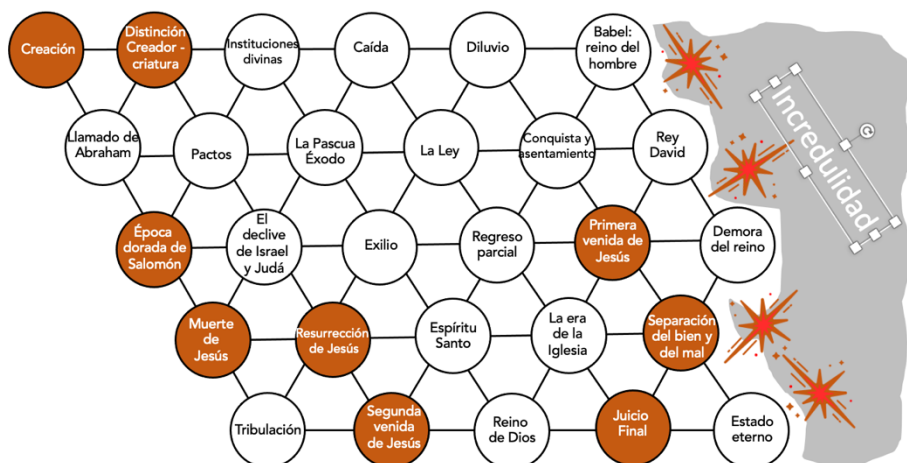 Creación
Distinción
Creador -
criatura
Instituciones
divinas
Caída
Diluvio
Babel:
reino del
hombre
Llamado de
Abraham
Pactos
La Pascua
Éxodo
La Ley
Conquista y
asentamiento
Rey
David
Época
dorada de
Salomón
El
declive
de Israel
y Judá
Exilio
Regreso
parcial
Primera
venida de
Jesús
Demora
del reino
Muerte
de
Jesús
Resurrección
de Jesús
Espíritu
Santo
La era
de la
Iglesia
Separación
del bien y
del mal
Tribulación
Segunda
venida
de Jesús
Reino
de Dios
Juicio
Final
Estado
eterno
Incredulidad